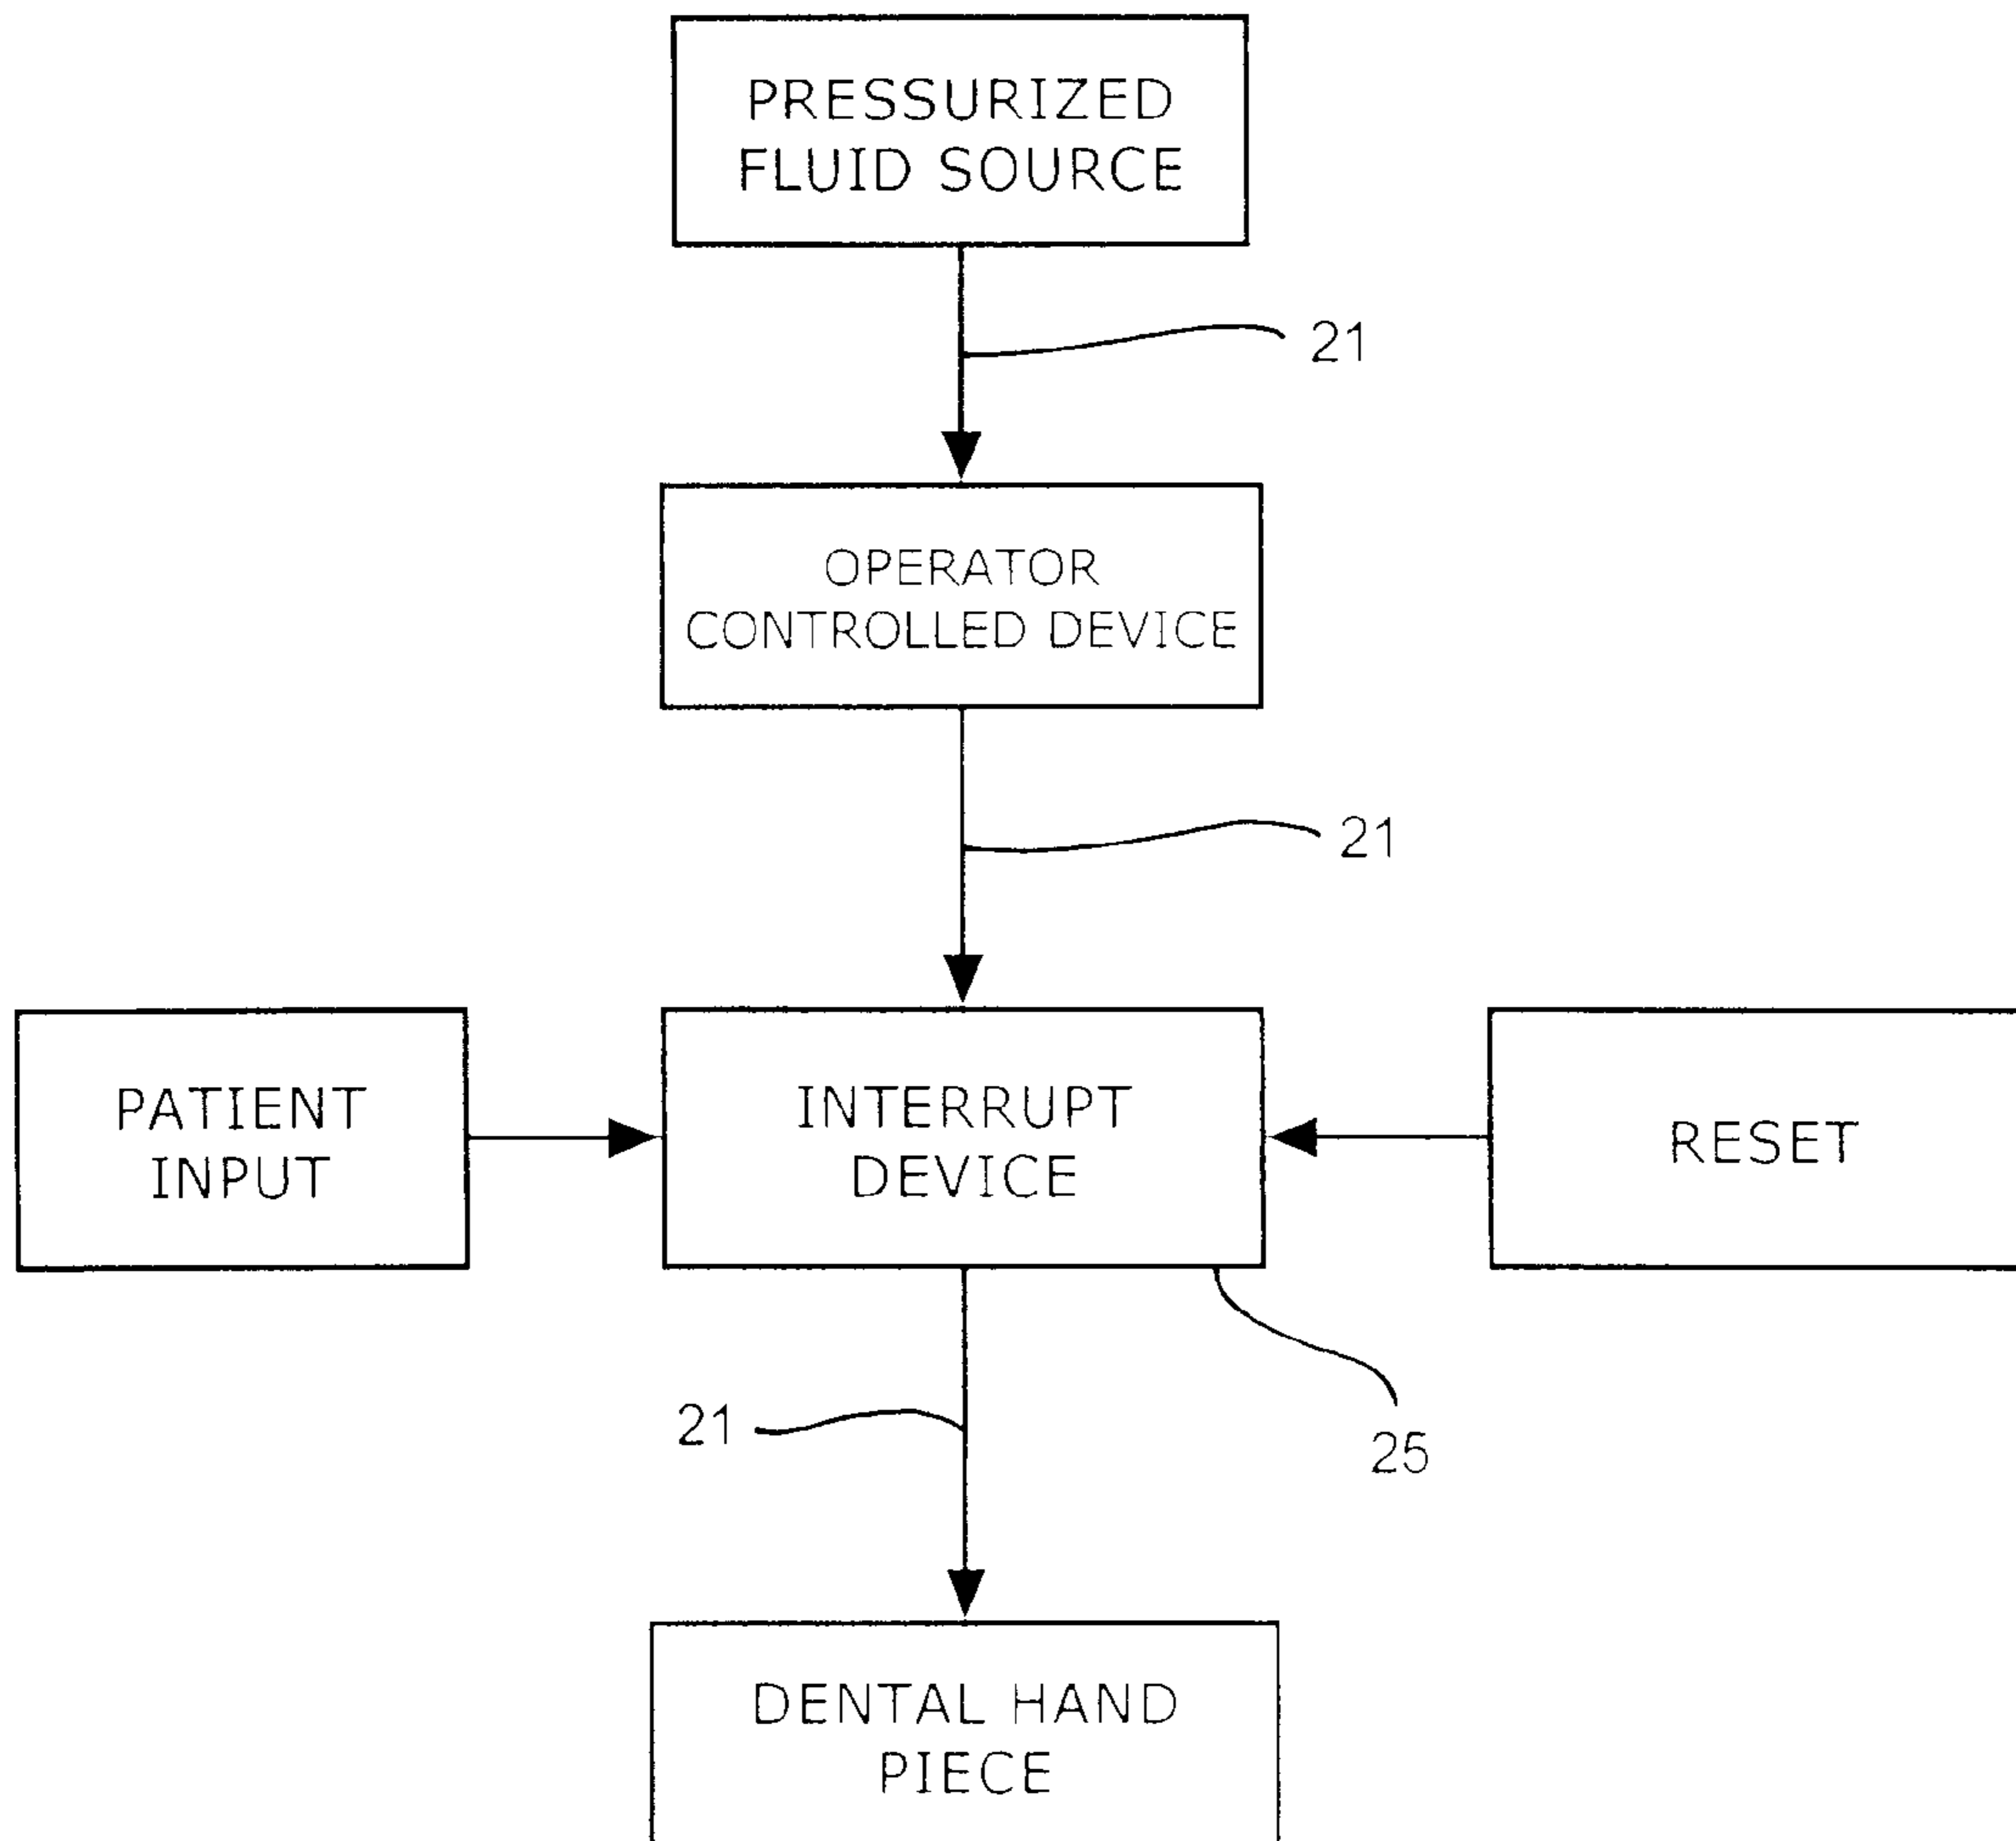 PRESSURIZED
FLUID SOURCE
21
OPERATOR
CONTROLLED DEVICE
21
PATIENT
INPUT
INTERRUPT
DEVICE
RESET
21
25
DENTAL HAND
PIECE